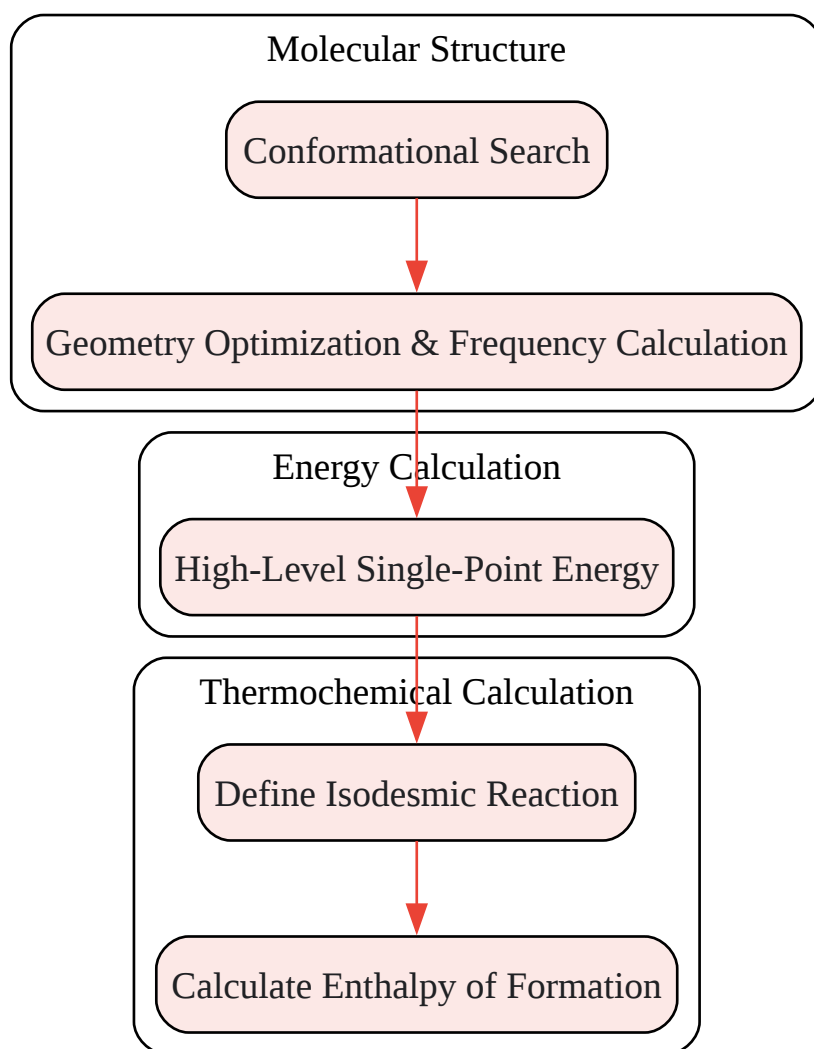 Molecular Structure
Conformational Search
Geometry Optimization & Frequency Calculation
Energy Calculation
High-Level Single-Point Energy
Thermochemical Calculation
Define Isodesmic Reaction
Calculate Enthalpy of Formation